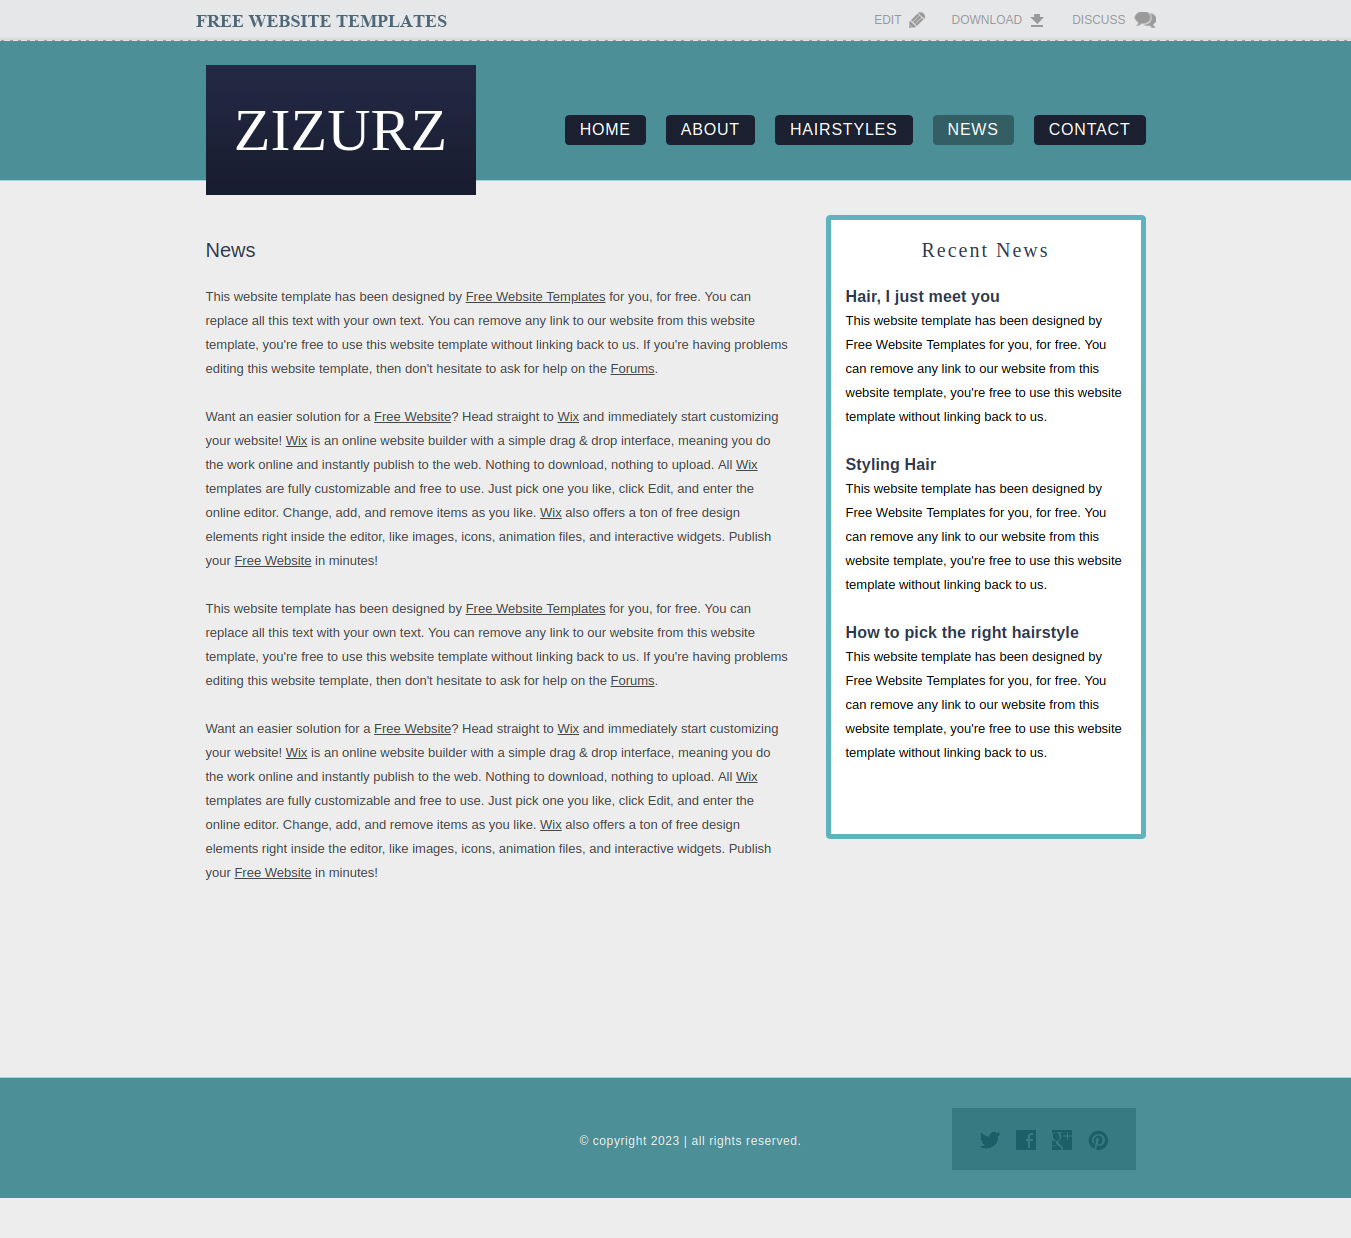 FREE WEBSITE TEMPLATES
EDIT
DOWNLOAD
DISCUSS
ZIZURZ
HOME
ABOUT
HAIRSTYLES
NEWS
CONTACT
News
This website template has been designed by Free Website Templates for you, for free. You can
replace all this text with your own text. You can remove any link to our website from this website
template, you're free to use this website template without linking back to us. If you're having problems
editing this website template, then don't hesitate to ask for help on the Forums.
Want an easier solution for a Free Website? Head straight to Wix and immediately start customizing
your website! Wix is an online website builder with a simple drag & drop interface, meaning you do
the work online and instantly publish to the web. Nothing to download, nothing to upload. All Wix
templates are fully customizable and free to use. Just pick one you like, click Edit, and enter the
online editor. Change, add, and remove items as you like. Wix also offers a ton of free design
elements right inside the editor, like images, icons, animation files, and interactive widgets. Publish
your Free Website in minutes!
This website template has been designed by Free Website Templates for you, for free. You can
replace all this text with your own text. You can remove any link to our website from this website
template, you're free to use this website template without linking back to us. If you're having problems
editing this website template, then don't hesitate to ask for help on the Forums.
Want an easier solution for a Free Website? Head straight to Wix and immediately start customizing
your website! Wix is an online website builder with a simple drag & drop interface, meaning you do
the work online and instantly publish to the web. Nothing to download, nothing to upload. All Wix
templates are fully customizable and free to use. Just pick one you like, click Edit, and enter the
online editor. Change, add, and remove items as you like. Wix also offers a ton of free design
elements right inside the editor, like images, icons, animation files, and interactive widgets. Publish
your Free Website in minutes!
Recent News
Hair, I just meet you
This website template has been designed by
Free Website Templates for you, for free. You
can remove any link to our website from this
website template, you're free to use this website
template without linking back to us.
Styling Hair
This website template has been designed by
Free Website Templates for you, for free. You
can remove any link to our website from this
website template, you're free to use this website
template without linking back to us.
How to pick the right hairstyle
This website template has been designed by
Free Website Templates for you, for free. You
can remove any link to our website from this
website template, you're free to use this website
template without linking back to us.
© copyright 2023 | all rights reserved.